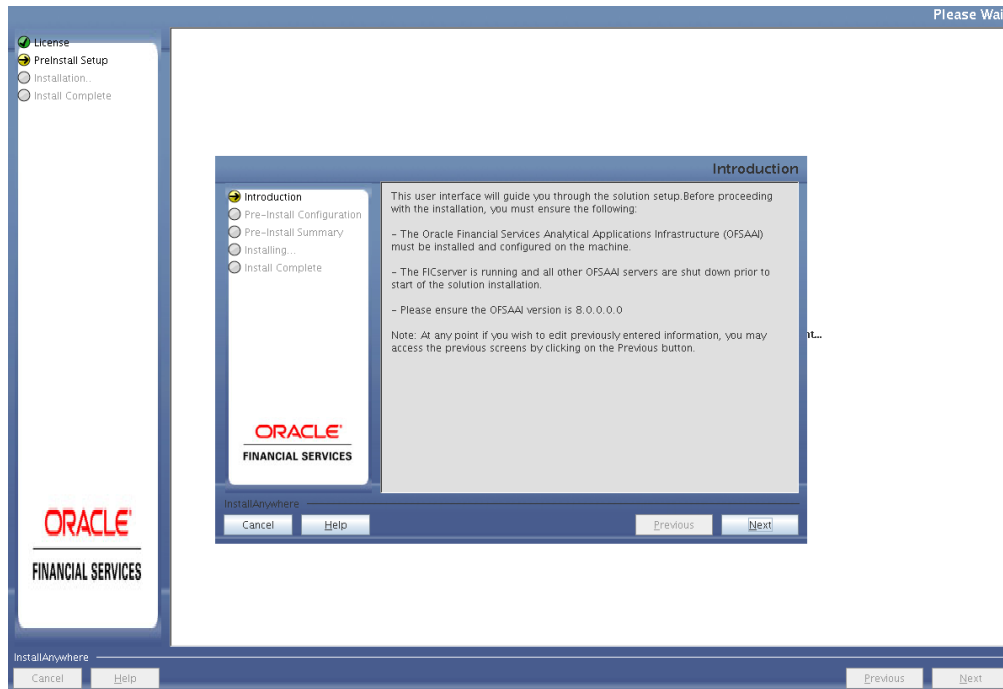 Please Wai
License
PreInstall Setup
Installation..
Install Complete
Introduction
Introduction
Pre-Install Configuration
Pre-Install Summary
Installing...
Install Complete
This user interface will guide you through the solution setup.Before proceeding
with the installation, you must ensure the following:
- The Oracle Financial Services Analytical Applications Infrastructure (OFSAAI)
must be installed and configured on the machine.
- The FICserver is running and all other OFSAAI servers are shut down prior to
start of the solution installation.
- Please ensure the OFSAAI version is 8.0.0.0.0
Note: At any point if you wish to edit previously entered information, you may
access the previous screens by clicking on the Previous button.
nt...
ORACLE'
FINANCIAL SERVICES
InstallAnywhere
Cancel Help Previous Next
ORACLE'
FINANCIAL SERVICES
InstallAnywhere
Cancel Help Previous Next